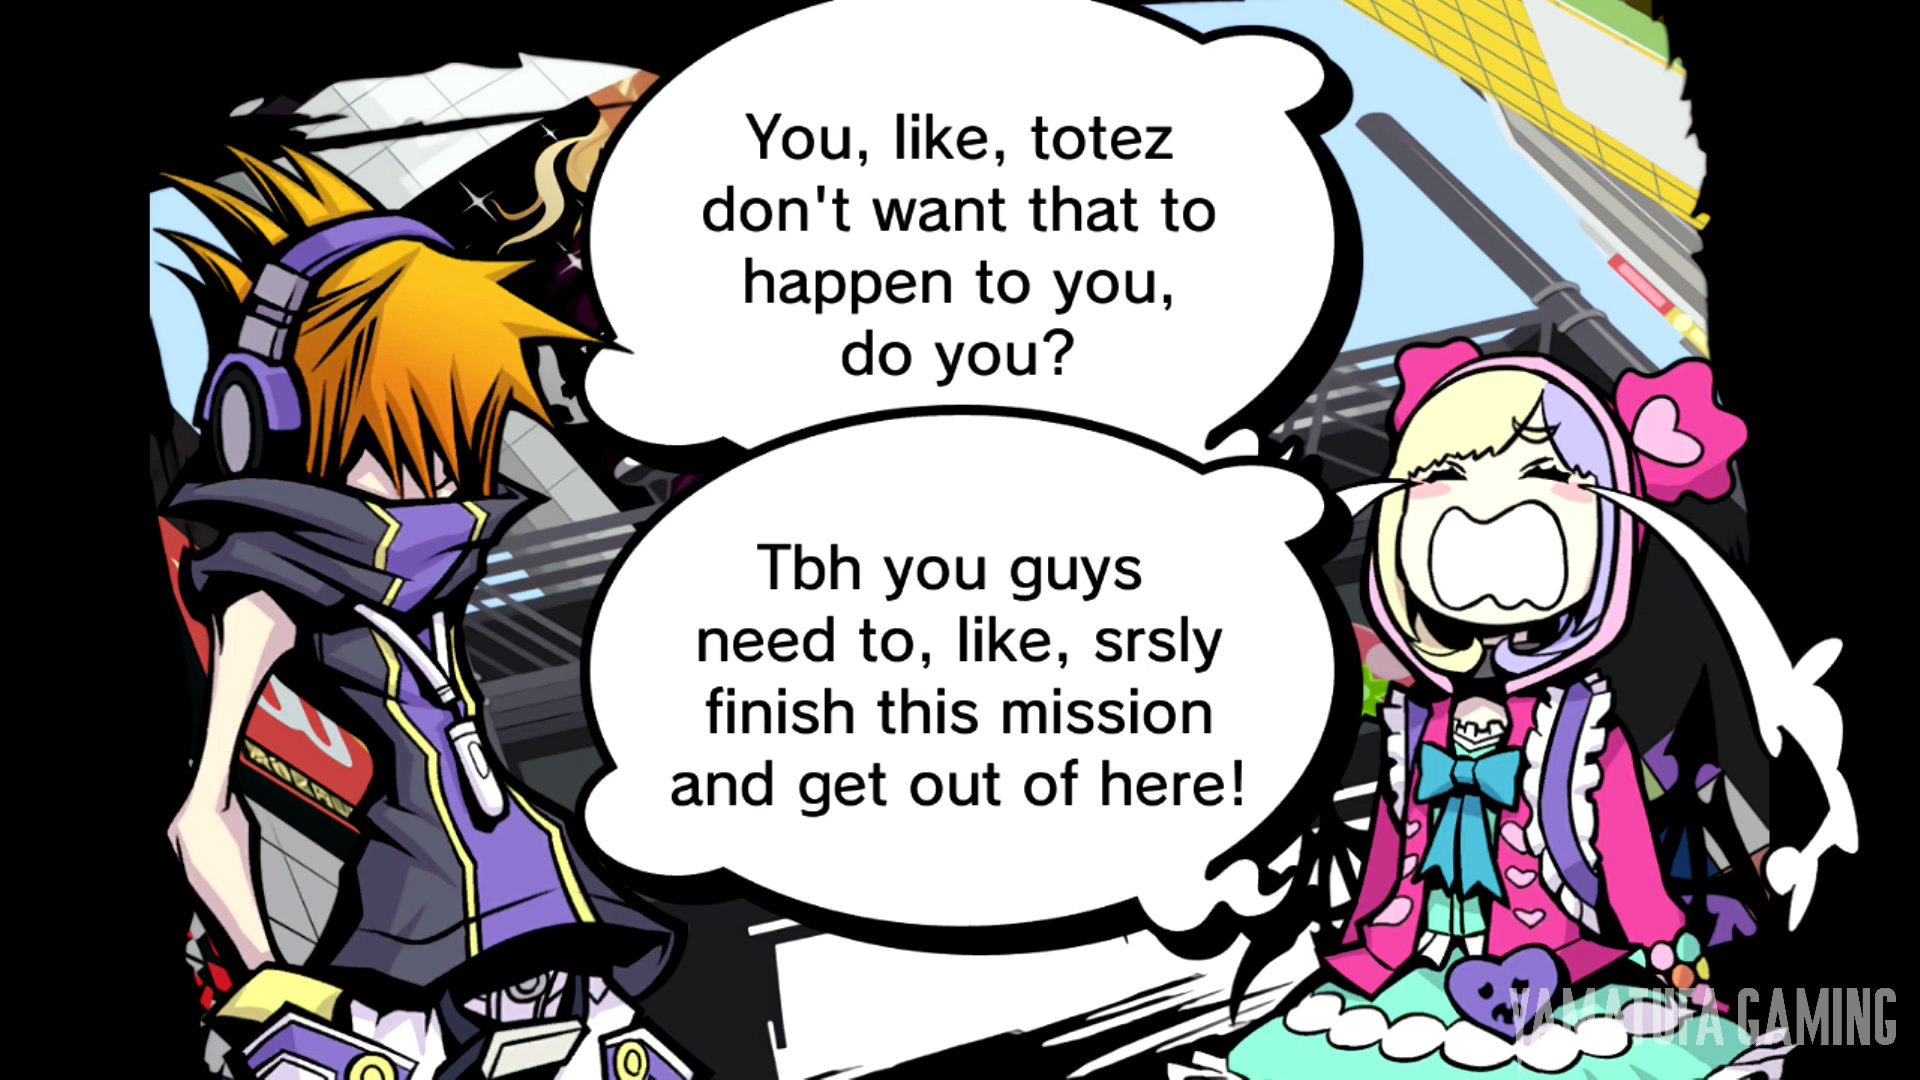 You, like, totez
don't want that to
happen to you,
do you?
Tbh you guys
need to, like, srsly
finish this mission
and get out of here!
YAMATUFA GAMING